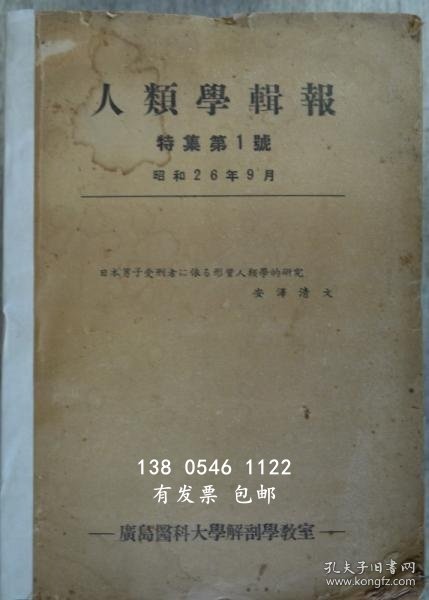 人類學輯報
特集第1號
昭和26年9月
日本男子受刑者に依る形質人類學的研究
安澤清文
138 0546 1122
有发票 包邮
廣島醫科大學解剖學教室
孔夫子旧书网
www.kongfz.com